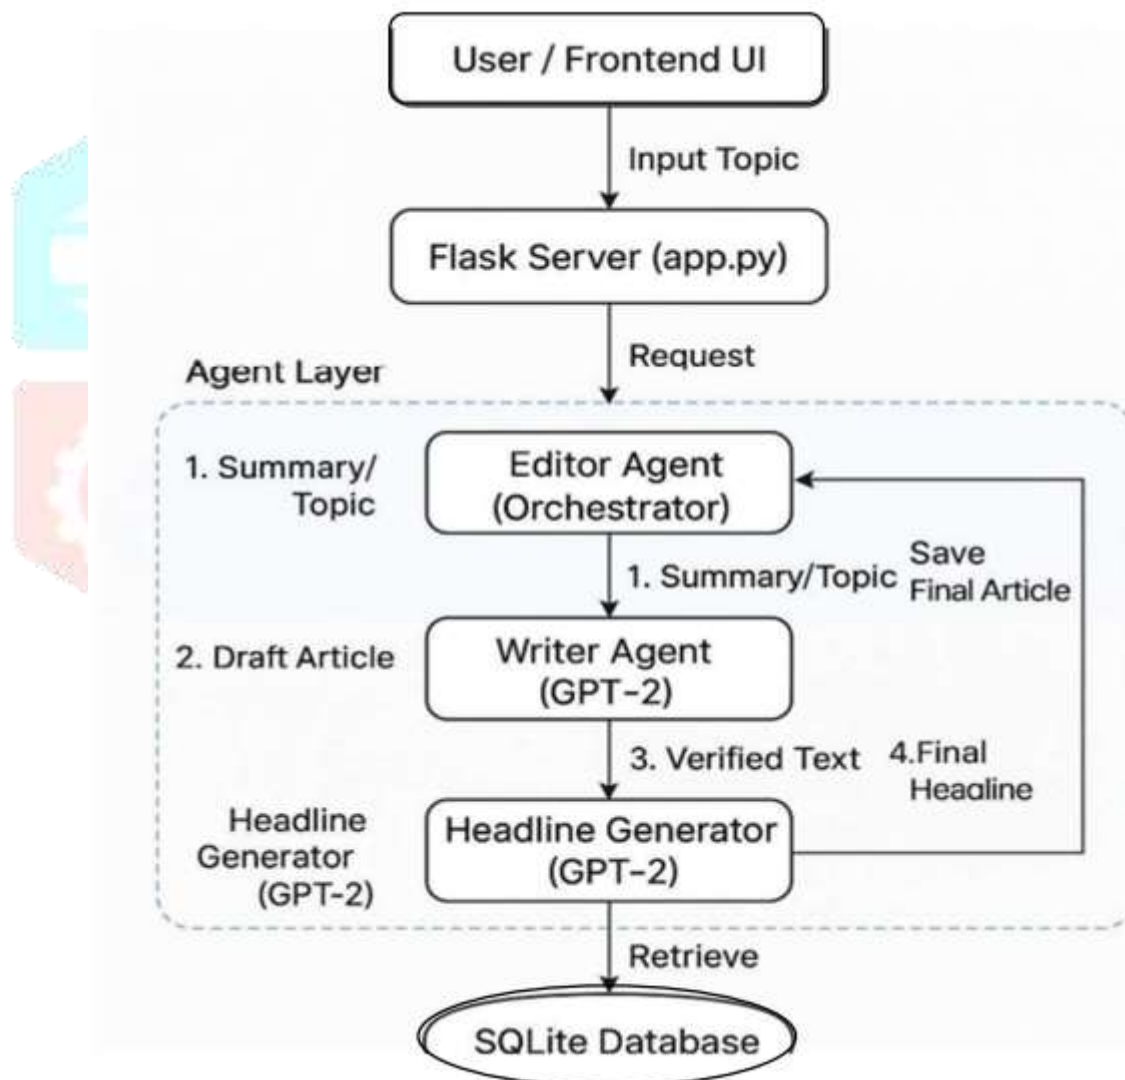 User / Frontend UI
Input Topic
Flask Server (app.py)
Request
Agent Layer
1. Summary/
Topic
Editor Agent
(Orchestrator)
1. Summary/Topic
Save
Final Article
2. Draft Article
Writer Agent
(GPT-2)
3. Verified Text
4.Final
Headline
Headline
Generator
(GPT-2)
Headline Generator
(GPT-2)
Retrieve
SQLite Database